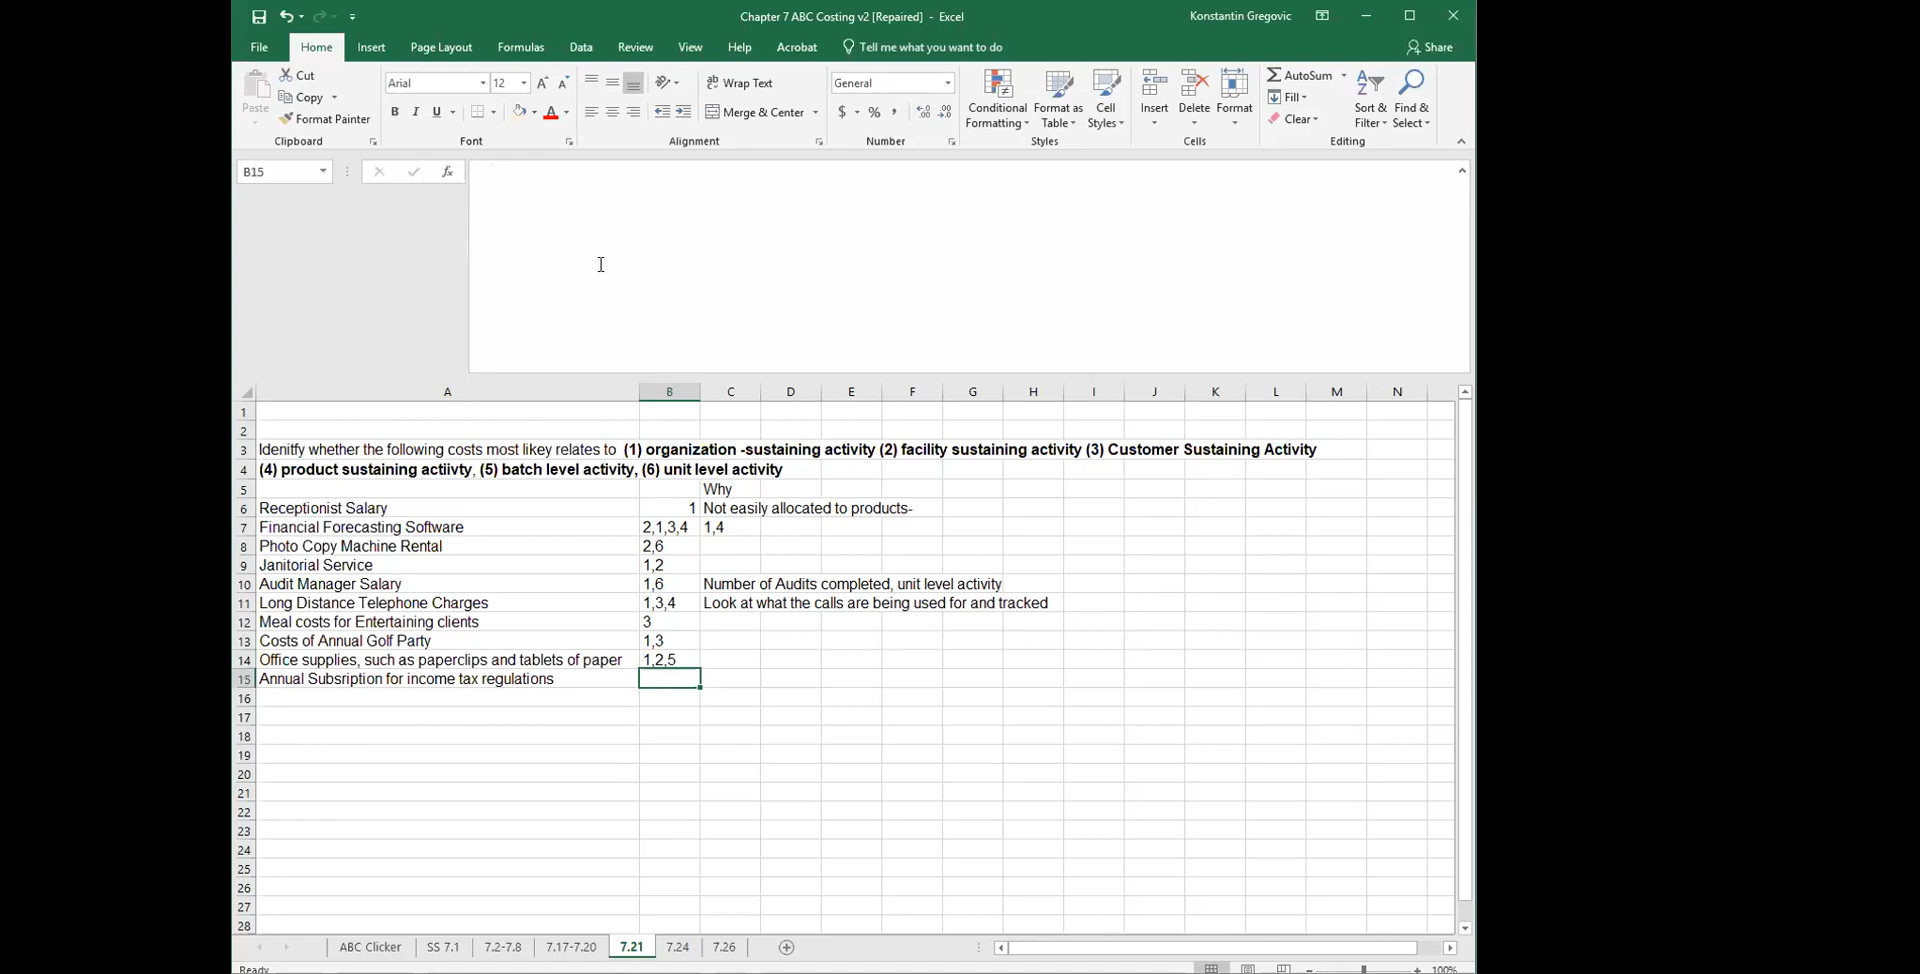 Chapter 7 ABC Costing v2 [Repaired] - Excel
Konstantin Gregovic
File Home Insert Page Layout Formulas Data Review View Help Acrobat Tell me what you want to do Share
Paste
Cut
Copy
Format Painter
Clipboard
Arial 12
B I U
Font
Wrap Text
Merge & Center
Alignment
General
$ % ,
Number
Conditional Formatting
Format as Table
Cell Styles
Styles
Insert Delete Format
Cells
AutoSum
Fill
Clear
Sort & Filter
Find & Select
Editing
B15 fx
A B C D E F G H I J K L M N
1
2
3 Idenitfy whether the following costs most likey relates to (1) organization -sustaining activity (2) facility sustaining activity (3) Customer Sustaining Activity
4 (4) product sustaining activty, (5) batch level activity, (6) unit level activity
5 Why
6 Receptionist Salary 1 Not easily allocated to products-
7 Financial Forecasting Software 2,1,3,4 1,4
8 Photo Copy Machine Rental 2,6
9 Janitorial Service 1,2
10 Audit Manager Salary 1,6 Number of Audits completed, unit level activity
11 Long Distance Telephone Charges 1,3,4 Look at what the calls are being used for and tracked
12 Meal costs for Entertaining clients 3
13 Costs of Annual Golf Party 1,3
14 Office supplies, such as paperclips and tablets of paper 1,2,5
15 Annual Subsription for income tax regulations
16
17
18
19
20
21
22
23
24
25
26
27
28
ABC Clicker SS 7.1 7.2-7.8 7.17-7.20 7.21 7.24 7.26
Ready 100%